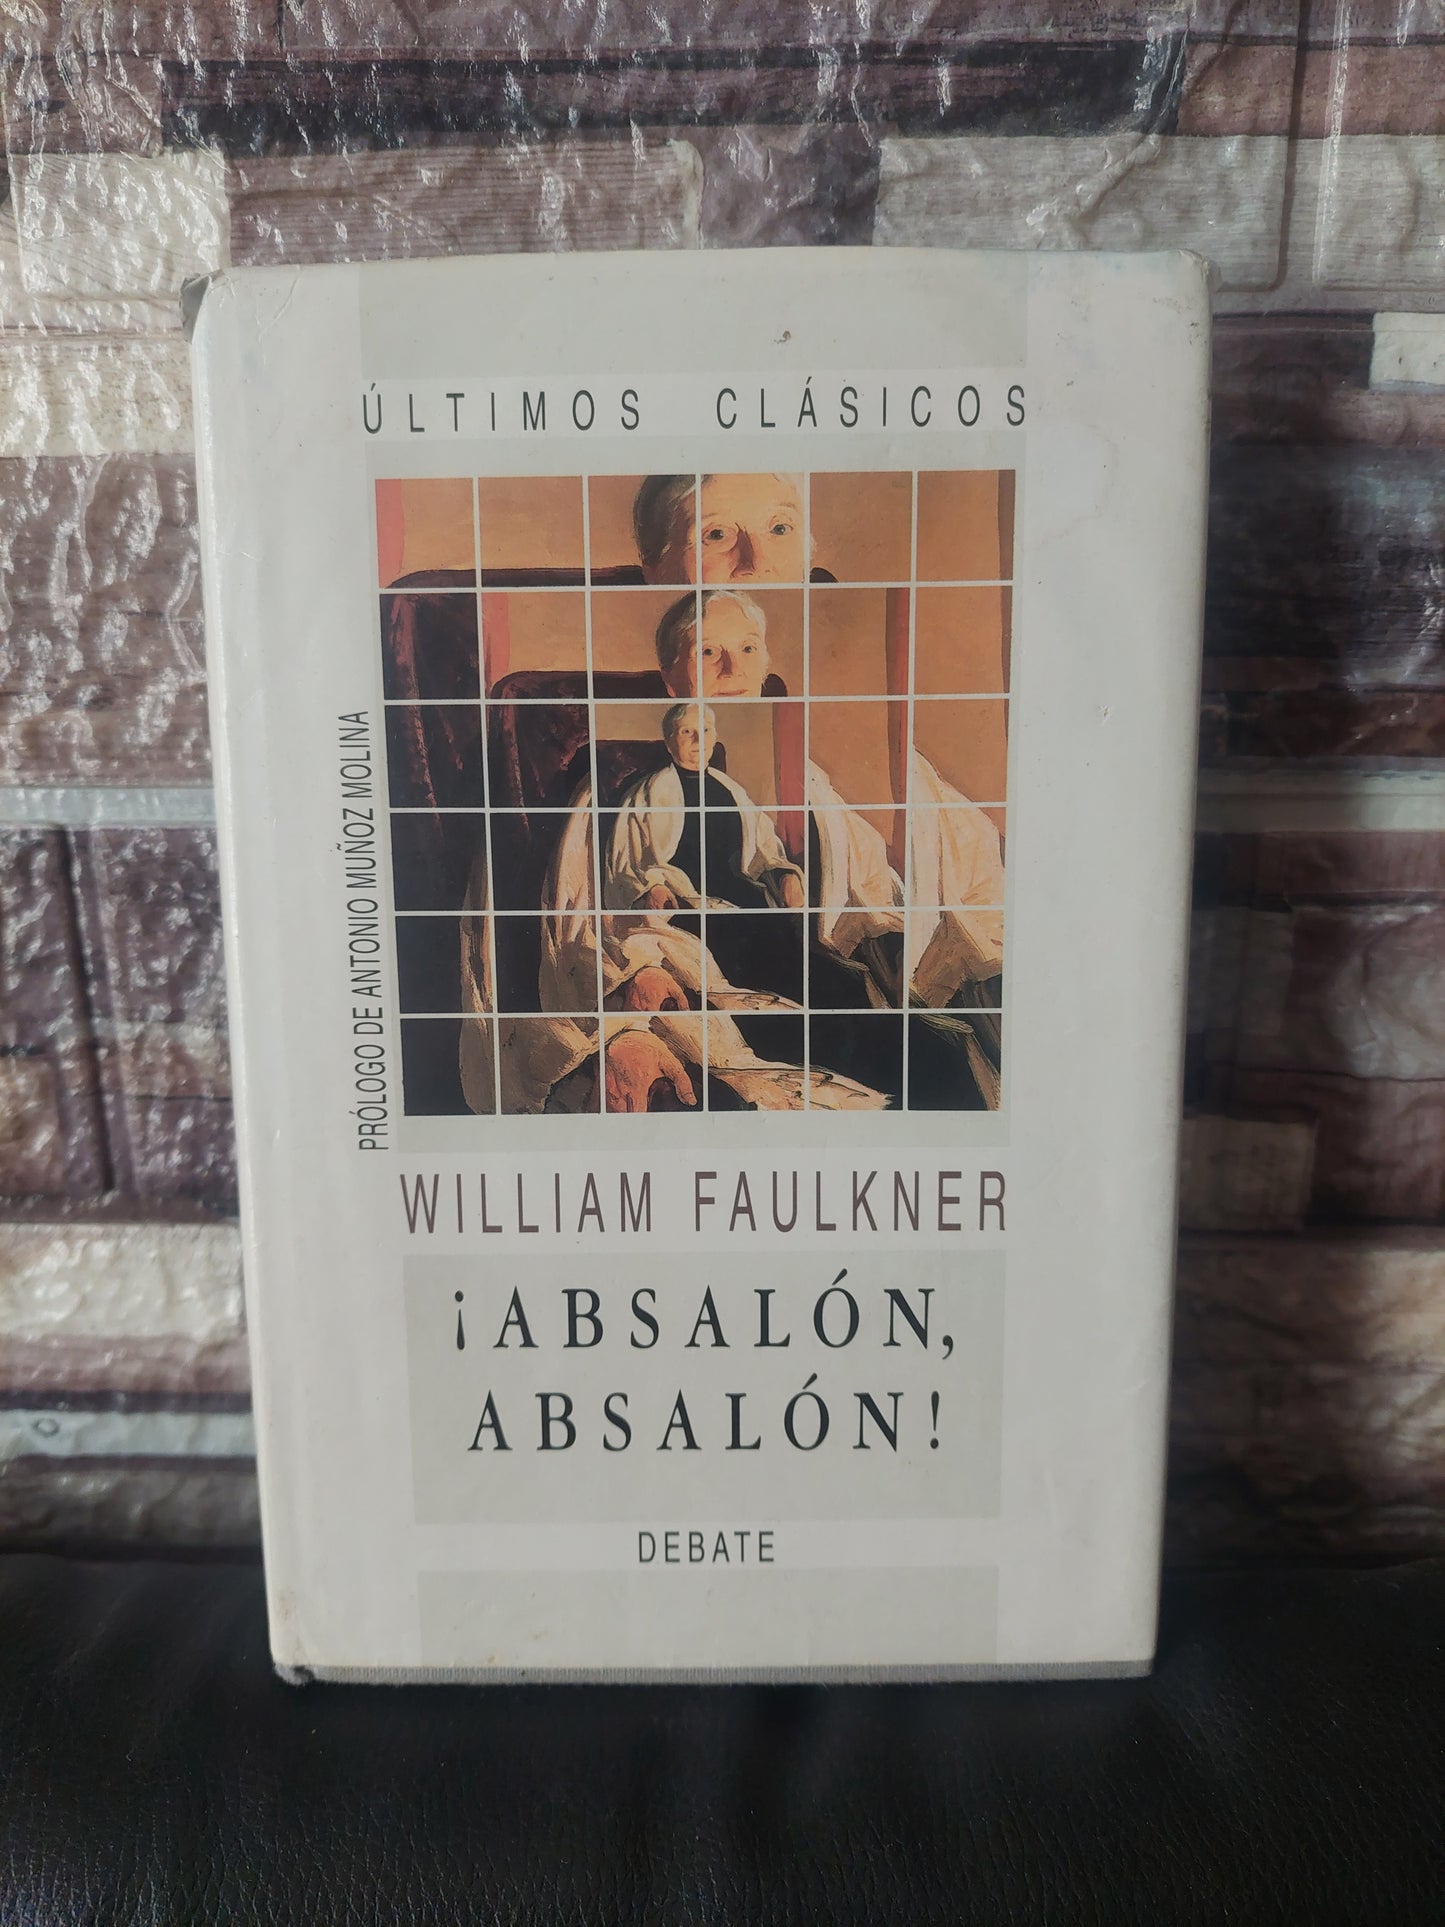 ÚLTIMOS CLÁSICOS
PRÓLOGO DE ANTONIO MUÑOZ MOLINA
WILLIAM FAULKNER
¡ABSALÓN,
ABSALÓN!
DEBATE